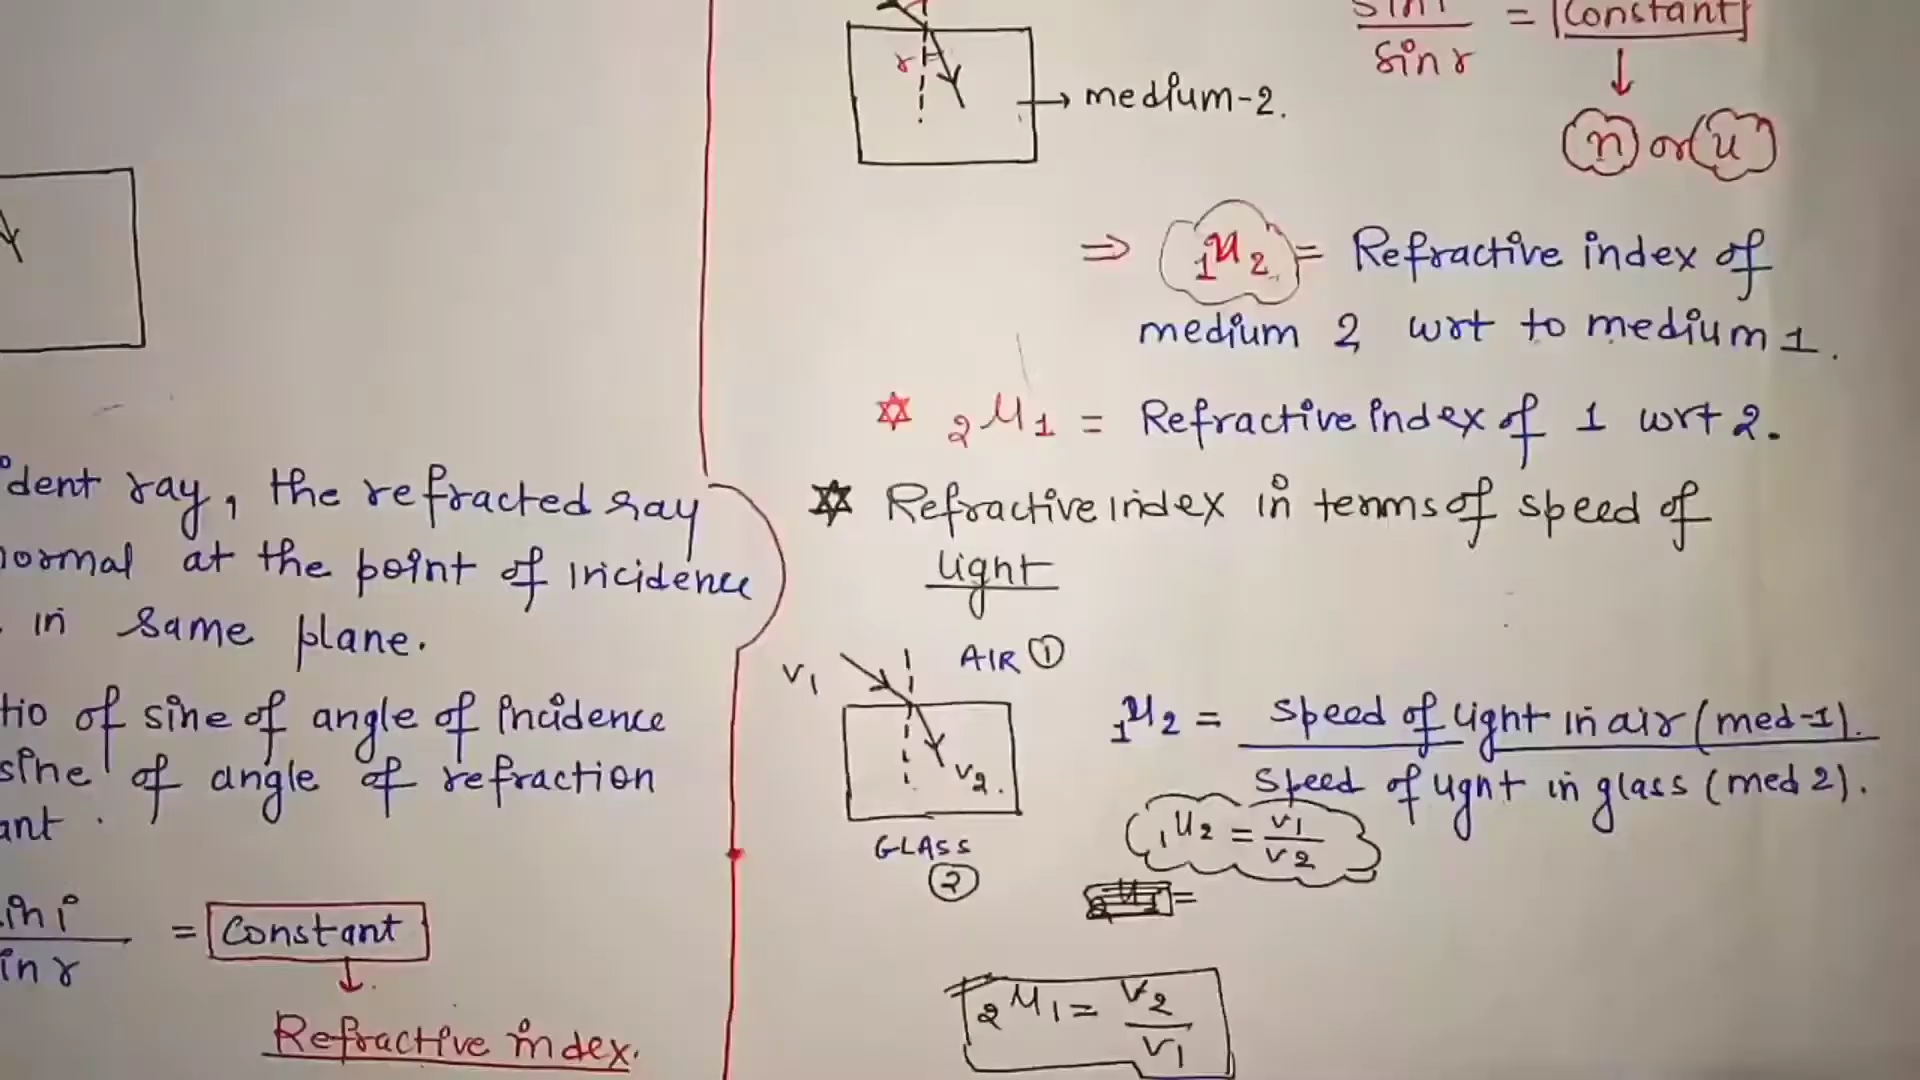 dent ray, the refracted ray
normal at the point of incidence
in same plane.
tio of sine of angle of incidence
sine of angle of refraction
ant.
sin i
sin r
= Constant
Refractive index.
r
→ medium-2.
sin i
sin r
= Constant
n or u
⇒ ₁u₂ = Refractive index of
medium 2 wrt to medium 1.
₂μ₁ = Refractive index of 1 wrt 2.
Refractive index in terms of speed of
light
V₁
AIR ①
V₂.
GLASS
②
₁u₂ = speed of light in air (med-1).
speed of light in glass (med 2).
₁u₂ = v₁/v₂
=
₂μ₁ = v₂/v₁